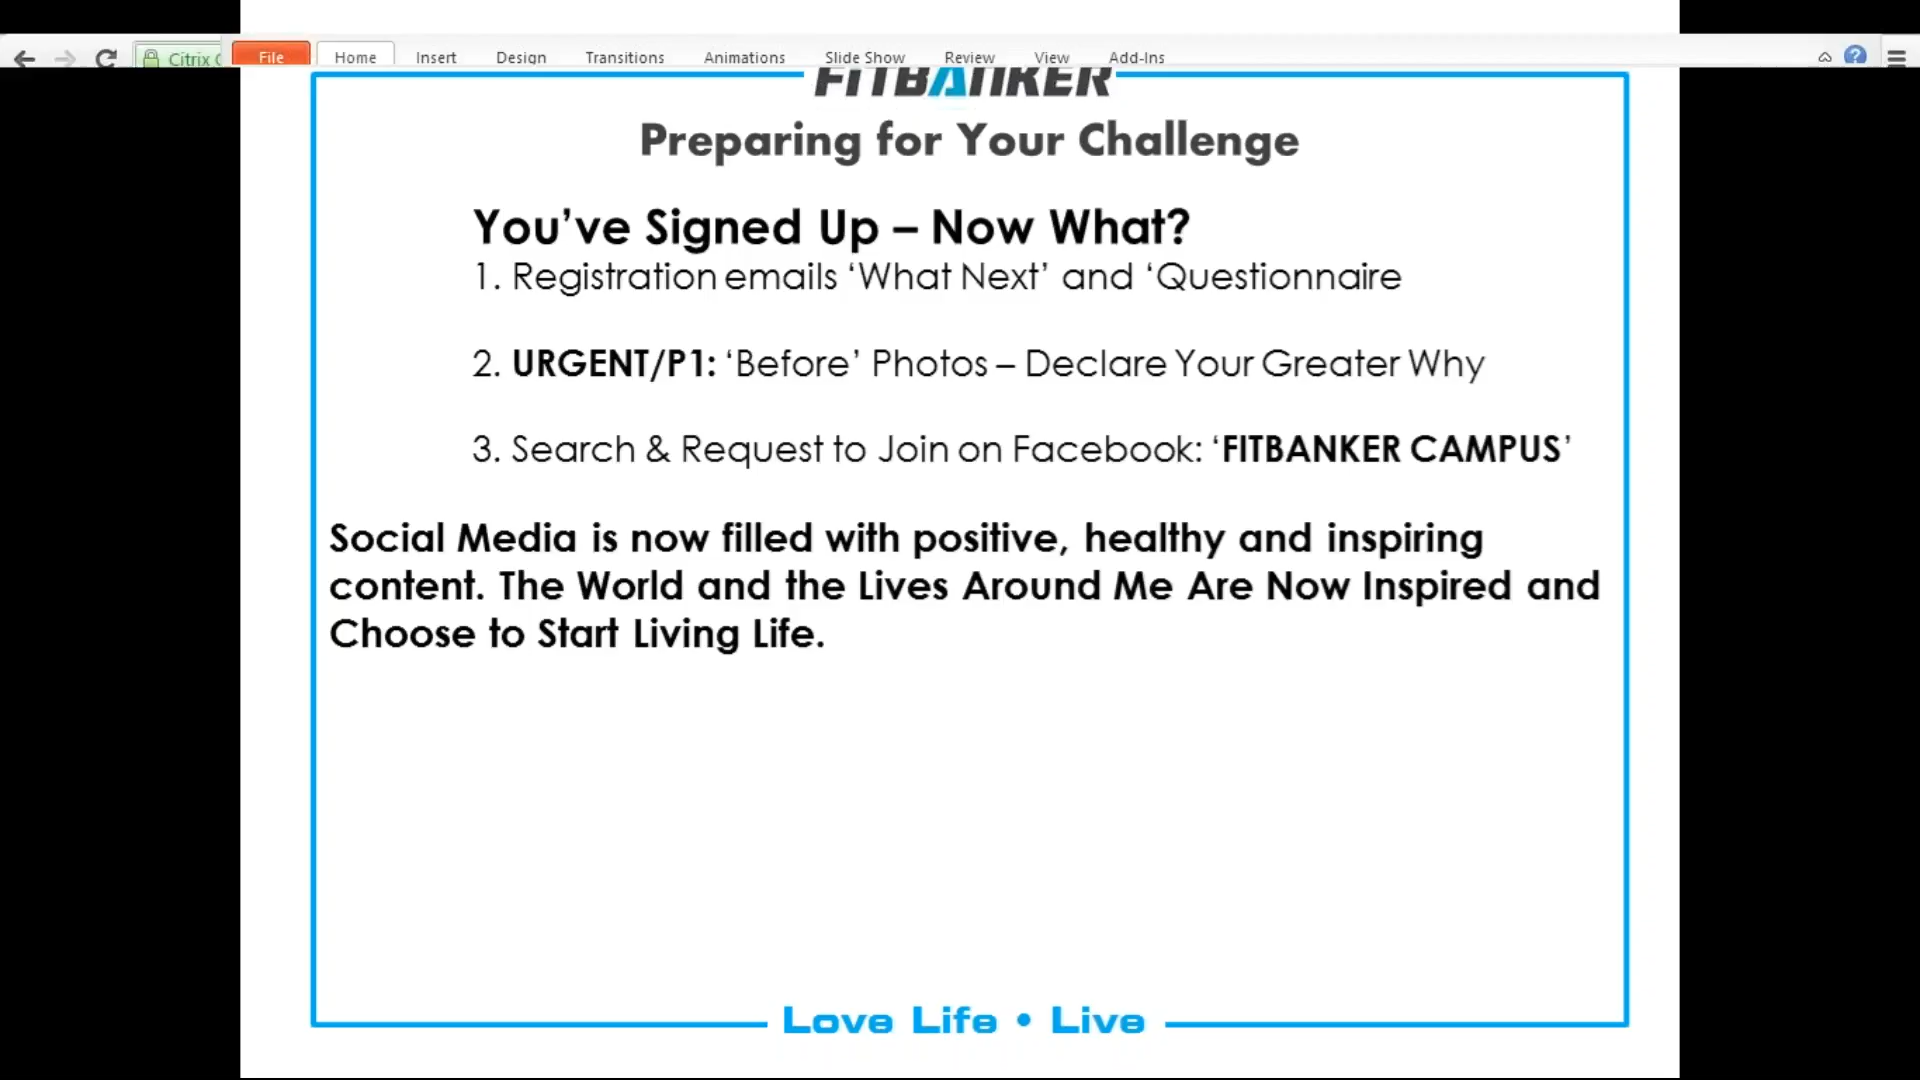 Citrix
File Home Insert Design Transitions Animations Slide Show Review View Add-Ins
FITBANKER
Preparing for Your Challenge
You’ve Signed Up – Now What?
1. Registration emails ‘What Next’ and ‘Questionnaire
2. URGENT/P1: ‘Before’ Photos – Declare Your Greater Why
3. Search & Request to Join on Facebook: ‘FITBANKER CAMPUS’
Social Media is now filled with positive, healthy and inspiring
content. The World and the Lives Around Me Are Now Inspired and
Choose to Start Living Life.
Love Life • Live